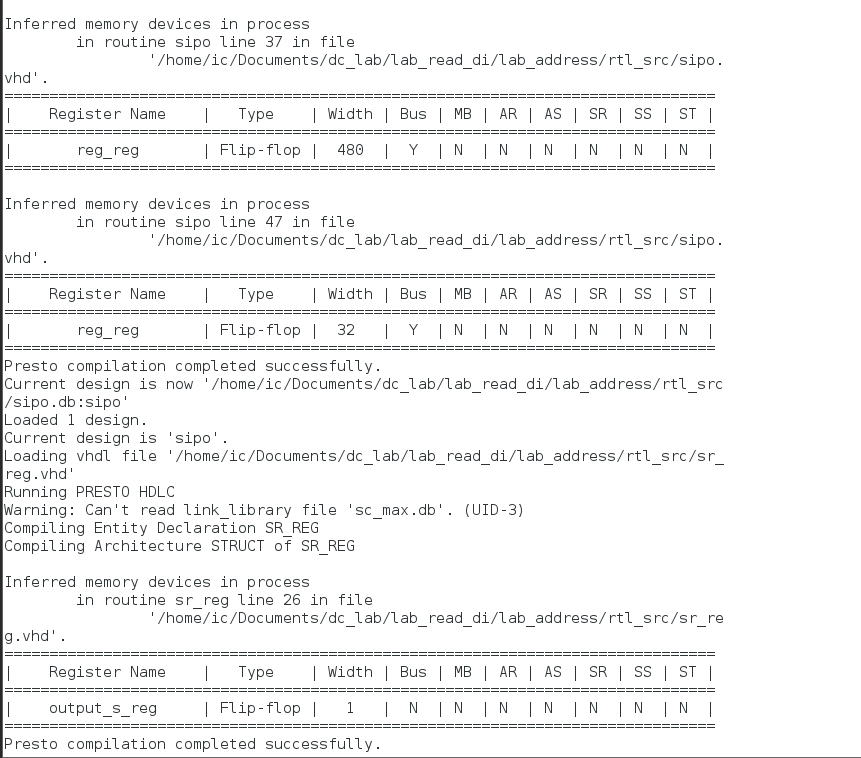 Inferred memory devices in process
        in routine sipo line 37 in file
                '/home/ic/Documents/dc_lab/lab_read_di/lab_address/rtl_src/sipo.
vhd'.
===============================================================================
|    Register Name    |   Type    | Width | Bus | MB | AR | AS | SR | SS | ST |
===============================================================================
|       reg_reg       | Flip-flop |  480  |  Y  | N  | N  | N  | N  | N  | N  |
===============================================================================
Inferred memory devices in process
        in routine sipo line 47 in file
                '/home/ic/Documents/dc_lab/lab_read_di/lab_address/rtl_src/sipo.
vhd'.
===============================================================================
|    Register Name    |   Type    | Width | Bus | MB | AR | AS | SR | SS | ST |
===============================================================================
|       reg_reg       | Flip-flop |  32   |  Y  | N  | N  | N  | N  | N  | N  |
===============================================================================
Presto compilation completed successfully.
Current design is now '/home/ic/Documents/dc_lab/lab_read_di/lab_address/rtl_src
/sipo.db:sipo'
Loaded 1 design.
Current design is 'sipo'.
Loading vhdl file '/home/ic/Documents/dc_lab/lab_read_di/lab_address/rtl_src/sr_
reg.vhd'
Running PRESTO HDLC
Warning: Can't read link_library file 'sc_max.db'. (UID-3)
Compiling Entity Declaration SR_REG
Compiling Architecture STRUCT of SR_REG
Inferred memory devices in process
        in routine sr_reg line 26 in file
                '/home/ic/Documents/dc_lab/lab_read_di/lab_address/rtl_src/sr_re
g.vhd'.
===============================================================================
|    Register Name    |   Type    | Width | Bus | MB | AR | AS | SR | SS | ST |
===============================================================================
|    output_s_reg     | Flip-flop |   1   |  N  | N  | N  | N  | N  | N  | N  |
===============================================================================
Presto compilation completed successfully.